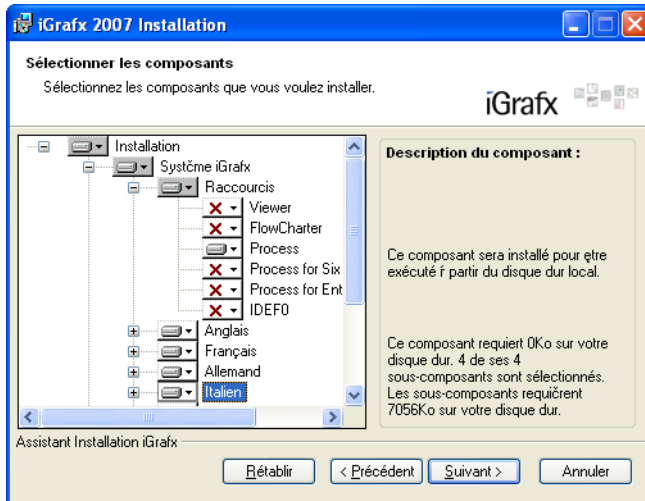 iGrafx 2007 Installation
Sélectionner les composants
Sélectionnez les composants que vous voulez installer.
iGrafx
Installation
Systčme iGrafx
Raccourcis
Viewer
FlowCharter
Process
Process for Six
Process for Ent
IDEF0
Anglais
Français
Allemand
Italien
Description du composant :
Ce composant sera installé pour ętre
exécuté ŕ partir du disque dur local.
Ce composant requiert 0Ko sur votre
disque dur. 4 de ses 4
sous-composants sont sélectionnés.
Les sous-composants requičrent
7056Ko sur votre disque dur.
Assistant Installation iGrafx
Rétablir
< Précédent
Suivant >
Annuler